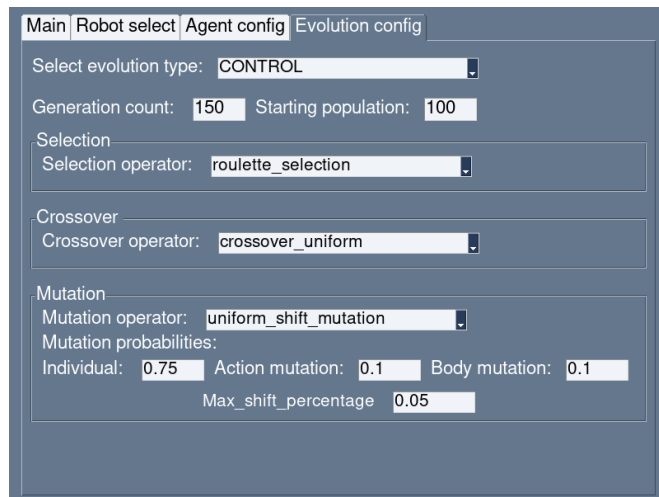 Main Robot select Agent config Evolution config
Select evolution type: CONTROL
Generation count: 150 Starting population: 100
Selection
Selection operator: roulette_selection
Crossover
Crossover operator: crossover_uniform
Mutation
Mutation operator: uniform_shift_mutation
Mutation probabilities:
Individual: 0.75 Action mutation: 0.1 Body mutation: 0.1
Max_shift_percentage 0.05